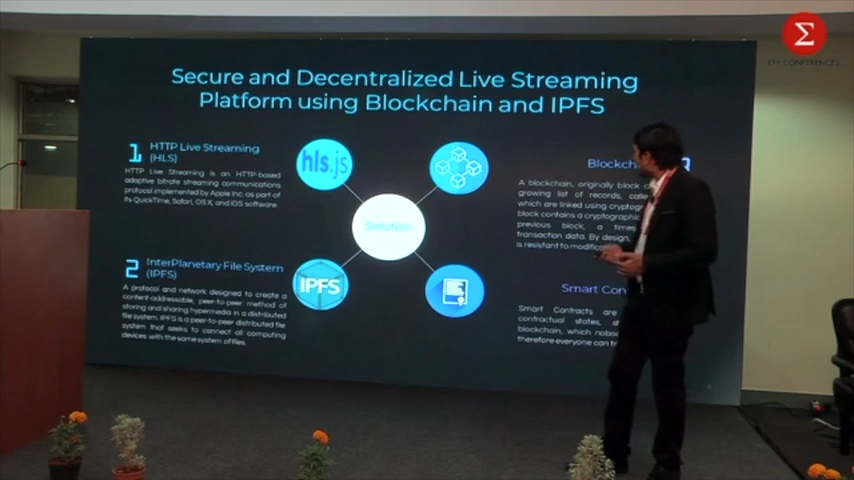 Σ
EPH CONFERENCES
Secure and Decentralized Live Streaming
Platform using Blockchain and IPFS
1 HTTP Live Streaming
(HLS)
HTTP Live Streaming is an HTTP-based
adaptive bitrate streaming communications
protocol implemented by Apple Inc. as part of
its QuickTime, Safari, OS X, and iOS software.
2 InterPlanetary File System
(IPFS)
A protocol and network designed to create a
content-addressable, peer-to-peer method of
storing and sharing hypermedia in a distributed
file system. IPFS is a peer-to-peer distributed file
system that seeks to connect all computing
devices with the same system of files.
hls.js
Solution
IPFS
A blockchain, originally block
growing list of records,
which are linked using
block contains a
previous block, a
transaction data. By design,
is resistant to
Smart
Smart Contracts are
contractual states,
blockchain, which
therefore everyone can